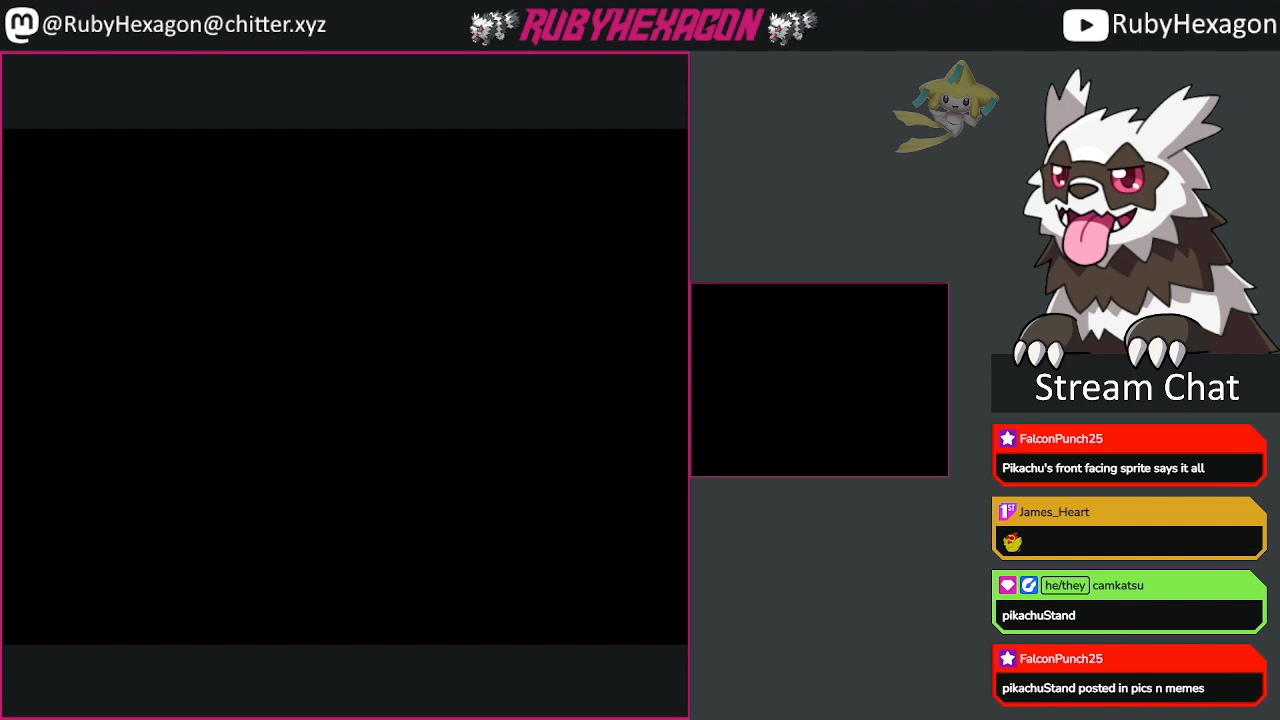 @RubyHexagon@chitter.xyz
RUBYHEXAGON
RubyHexagon
Stream Chat
FalconPunch25
Pikachu's front facing sprite says it all
1ST James_Heart
he/they camkatsu
pikachuStand
FalconPunch25
pikachuStand posted in pics n memes